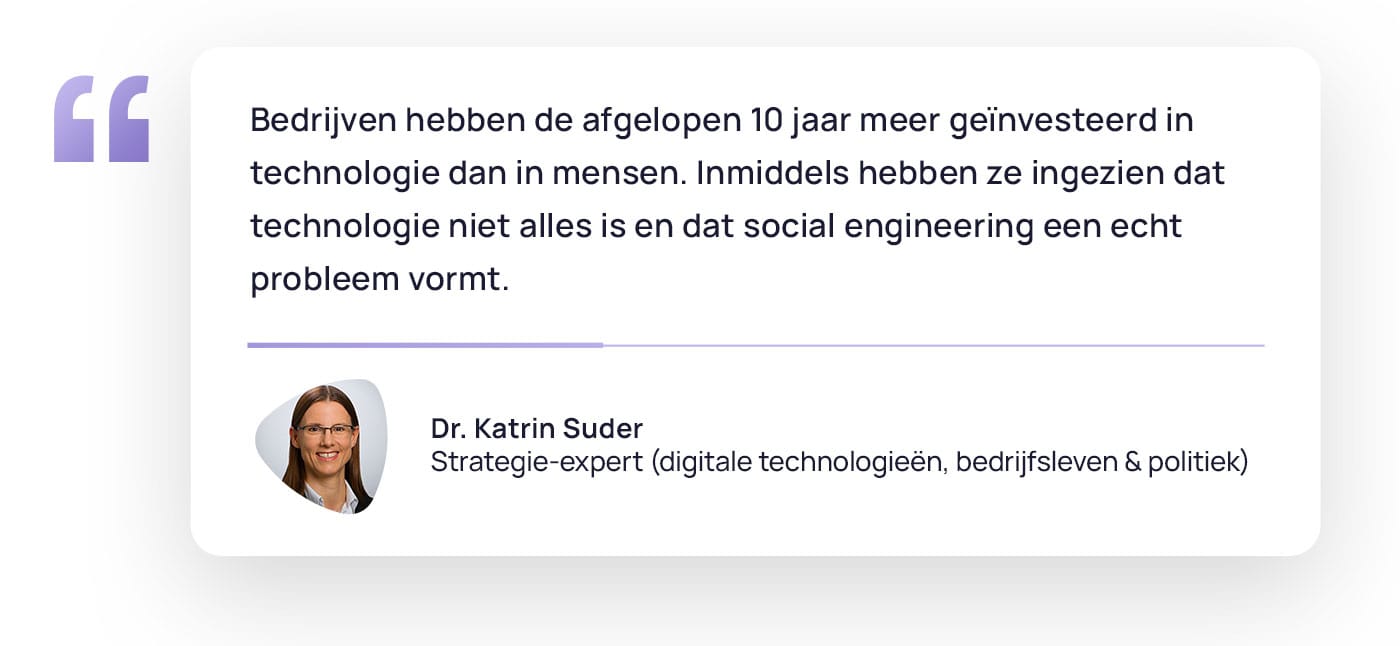 Bedrijven hebben de afgelopen 10 jaar meer geïnvesteerd in
technologie dan in mensen. Inmiddels hebben ze ingezien dat
technologie niet alles is en dat social engineering een echt
probleem vormt.
Dr. Katrin Suder
Strategie-expert (digitale technologieën, bedrijfsleven & politiek)